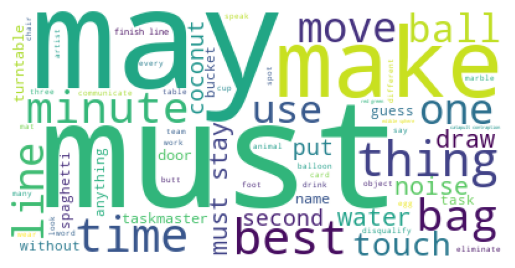 may
must
make
move
ball
minute
use
one
line
thing
time
best
bag
touch
must stay
coconut
bucket
turntable
chair
artist
finish line
speak
every
three
communicate
table
cup
spot
different
marble
guess
say
draw
noise
task
put
door
spaghetti
anything
team
work
butt
animal
balloon
card
drink
foot
name
object
second
water
mat
many
look
word
without
taskmaster
egg
disqualify
eliminate
red green